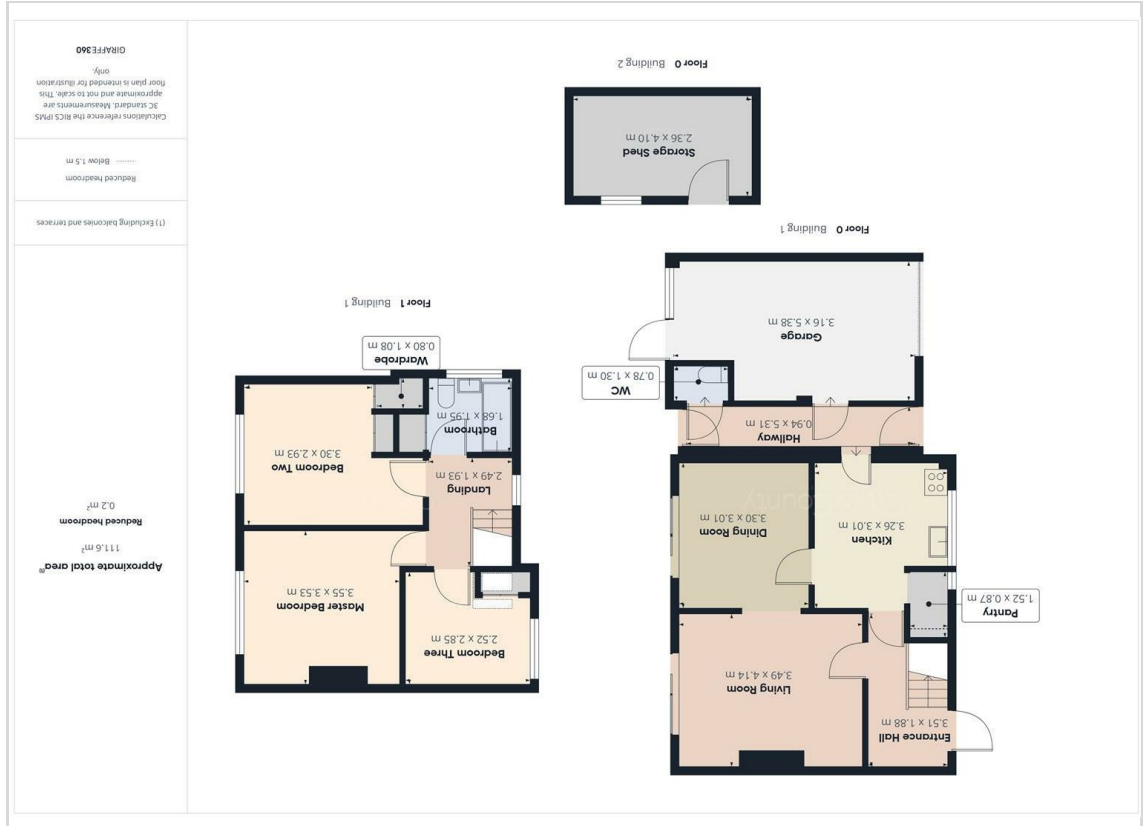 Floor 0 Building 1
Entrance Hall
3.51 x 1.88 m
Living Room
3.49 x 4.14 m
Pantry
1.52 x 0.87 m
Kitchen
3.26 x 3.01 m
Dining Room
3.30 x 3.01 m
Hallway
0.94 x 5.31 m
WC
0.78 x 1.30 m
Garage
3.16 x 5.38 m
Floor 1 Building 1
Bedroom Three
2.52 x 2.85 m
Master Bedroom
3.55 x 3.53 m
Landing
2.49 x 1.93 m
Bedroom Two
3.30 x 2.93 m
Bathroom
1.68 x 1.95 m
Wardrobe
0.80 x 1.08 m
Floor 0 Building 2
Storage Shed
2.36 x 4.10 m
Approximate total area⁽¹⁾
111.6 m²
Reduced headroom
0.2 m²
(1) Excluding balconies and terraces
Reduced headroom
Below 1.5 m
Calculations reference the RICS IPMS
3C standard. Measurements are
approximate and not to scale. This
floor plan is intended for illustration
only.
GIRAFFE360